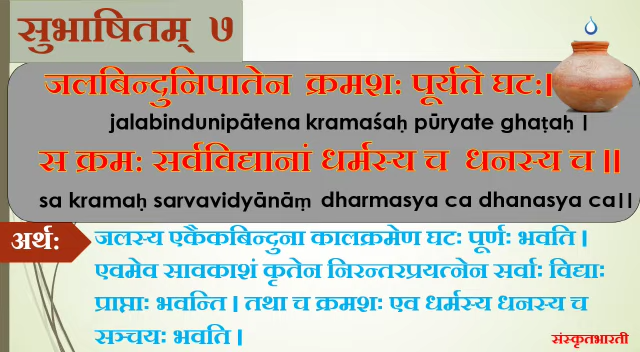 सुभाषितम् ७
जलबिन्दुनिपातेन क्रमशः पूर्यते घटः।
jalabindunipātena kramaśaḥ pūryate ghaṭaḥ ।
स क्रमः सर्वविद्यानां धर्मस्य च धनस्य च ॥
sa kramaḥ sarvavidyānāṃ dharmasya ca dhanasya ca।।
अर्थः
जलस्य एकैकबिन्दुना कालक्रमेण घटः पूर्णः भवति ।
एवमेव सावकाशं कृतेन निरन्तरप्रयत्नेन सर्वाः विद्याः
प्राप्ताः भवन्ति । तथा च क्रमशः एव धर्मस्य धनस्य च
सञ्चयः भवति ।
संस्कृतभारती